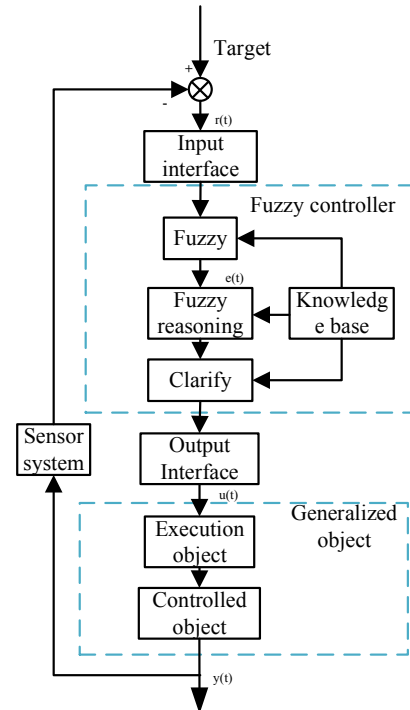 Target
+
-
r(t)
Input
interface
Fuzzy controller
Fuzzy
e(t)
Fuzzy
reasoning
Knowledg
e base
Clarify
Sensor
system
Output
Interface
u(t)
Generalized
object
Execution
object
Controlled
object
y(t)